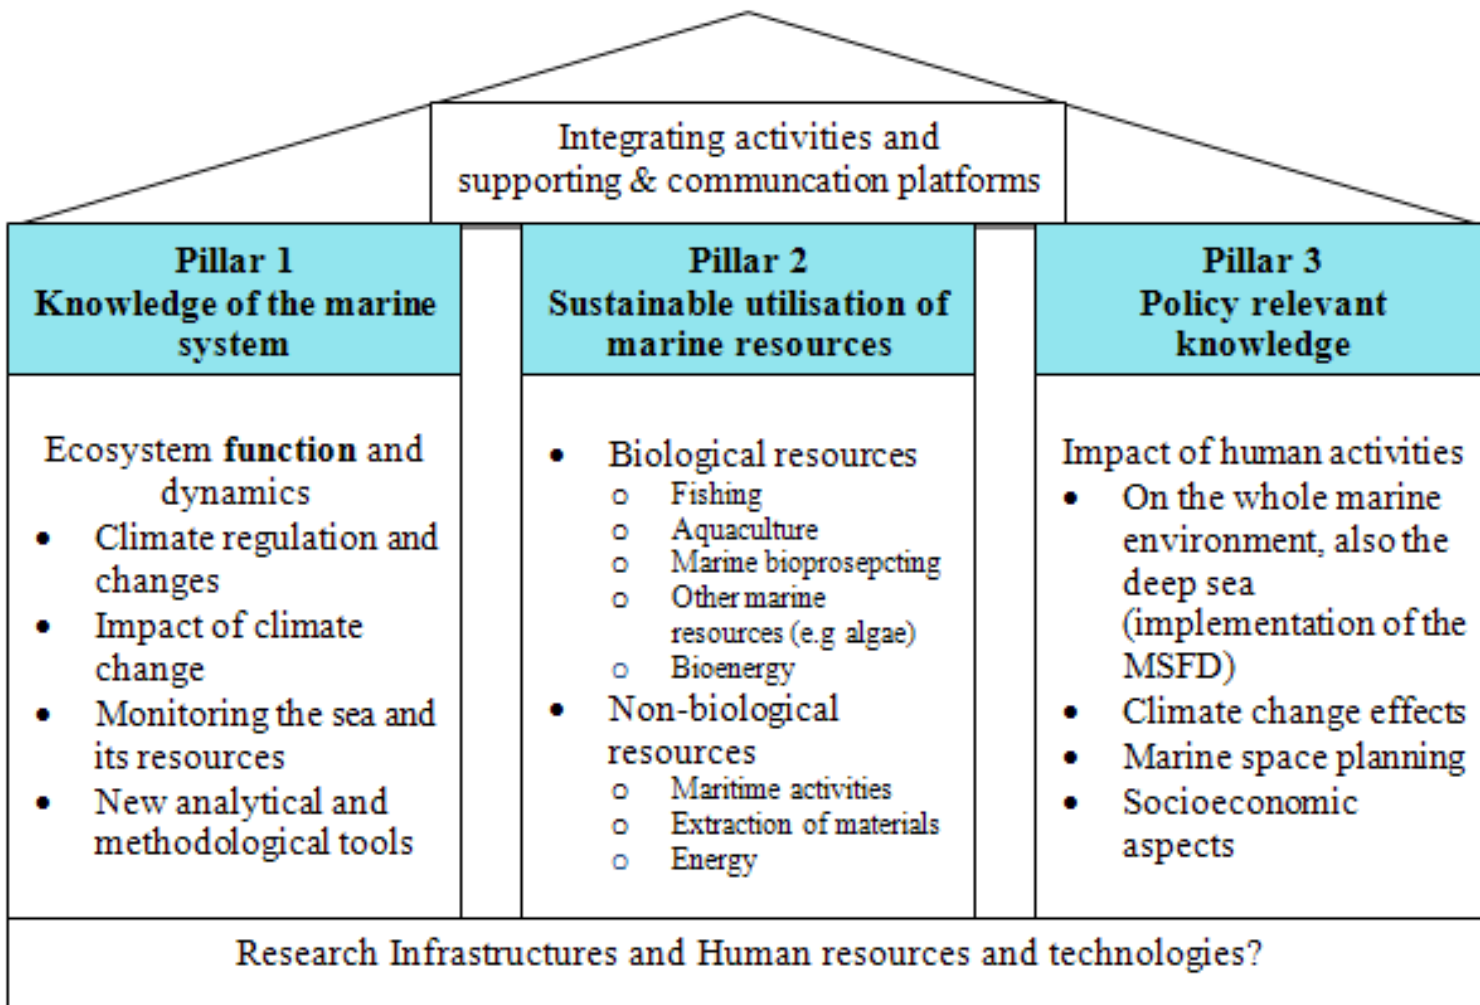 Integrating activities and
supporting & communcation platforms
Pillar 1
Knowledge of the marine
system
Ecosystem function and
dynamics
• Climate regulation and
changes
• Impact of climate
change
• Monitoring the sea and
its resources
• New analytical and
methodological tools
Pillar 2
Sustainable utilisation of
marine resources
• Biological resources
o Fishing
o Aquaculture
o Marine bioprosepcting
o Other marine
resources (e.g algae)
o Bioenergy
• Non-biological
resources
o Maritime activities
o Extraction of materials
o Energy
Pillar 3
Policy relevant
knowledge
Impact of human activities
• On the whole marine
environment, also the
deep sea
(implementation of the
MSFD)
• Climate change effects
• Marine space planning
• Socioeconomic
aspects
Research Infrastructures and Human resources and technologies?